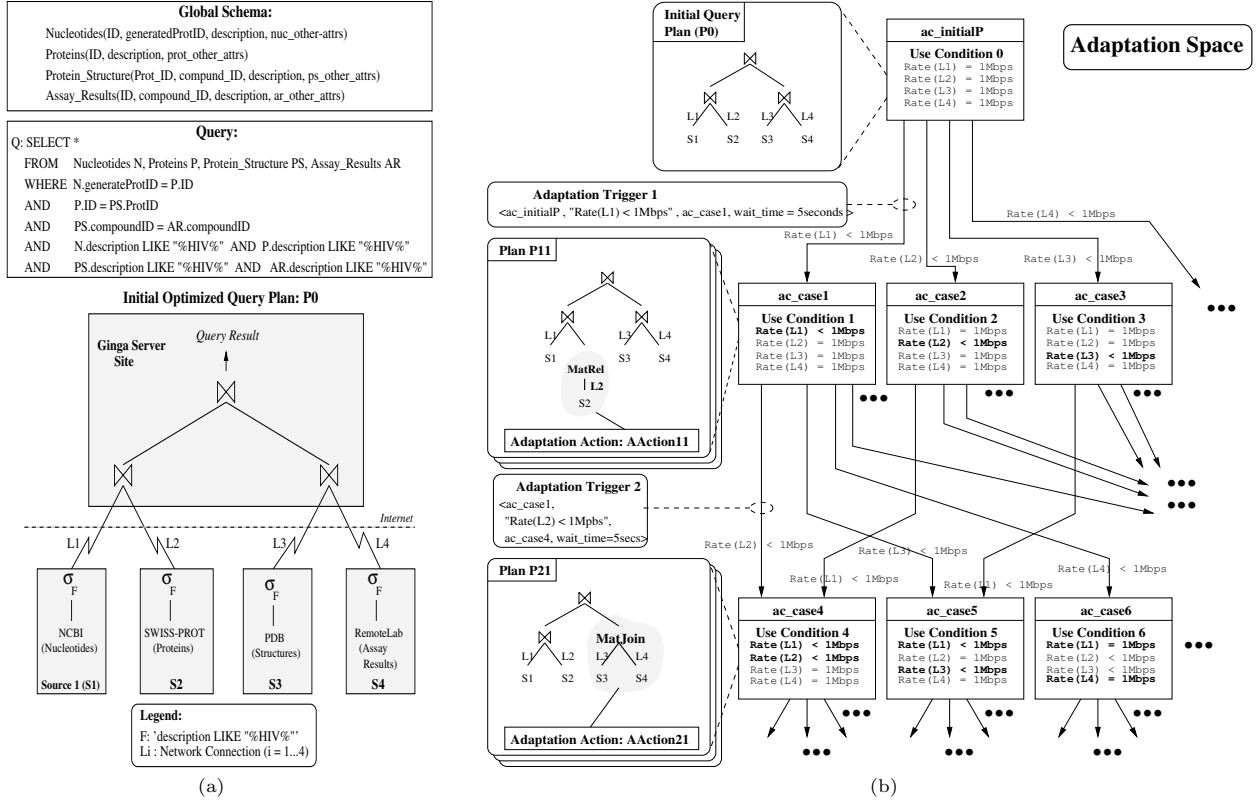 Global Schema:
Nucleotides(ID, generatedProtID, description, nuc_other-attrs)
Proteins(ID, description, prot_other_attrs)
Protein_Structure(Prot_ID, compund_ID, description, ps_other_attrs)
Assay_Results(ID, compound_ID, description, ar_other_attrs)
Query:
Q: SELECT *
FROM Nucleotides N, Proteins P, Protein_Structure PS, Assay_Results AR
WHERE N.generateProtID = P.ID
AND P.ID = PS.ProtID
AND PS.compoundID = AR.compoundID
AND N.description LIKE "%HIV%" AND P.description LIKE "%HIV%"
AND PS.description LIKE "%HIV%" AND AR.description LIKE "%HIV%"
Initial Optimized Query Plan: P0
Ginga Server
Site
Query Result
Internet
L1 L2 L3 L4
σF σF σF σF
NCBI
(Nucleotides)
Source 1 (S1)
SWISS-PROT
(Proteins)
S2
PDB
(Structures)
S3
RemoteLab
(Assay
Results)
S4
Legend:
F: 'description LIKE "%HIV%"'
Li : Network Connection (i = 1...4)
(a)
Initial Query
Plan (P0)
L1 L2 L3 L4
S1 S2 S3 S4
ac_initialP
Use Condition 0
Rate(L1) = 1Mbps
Rate(L2) = 1Mbps
Rate(L3) = 1Mbps
Rate(L4) = 1Mbps
Adaptation Space
Adaptation Trigger 1
<ac_initialP , "Rate(L1) < 1Mbps" , ac_case1, wait_time = 5seconds >
Rate(L1) < 1Mbps
Rate(L2) < 1Mbps
Rate(L3) < 1Mbps
Rate(L4) < 1Mbps
Plan P11
L1 L2 L3 L4
S1 S3 S4
MatRel
L2
S2
Adaptation Action: AAction11
ac_case1
Use Condition 1
Rate(L1) < 1Mbps
Rate(L2) = 1Mbps
Rate(L3) = 1Mbps
Rate(L4) = 1Mbps
ac_case2
Use Condition 2
Rate(L1) = 1Mbps
Rate(L2) < 1Mbps
Rate(L3) = 1Mbps
Rate(L4) = 1Mbps
ac_case3
Use Condition 3
Rate(L1) = 1Mbps
Rate(L2) = 1Mbps
Rate(L3) < 1Mbps
Rate(L4) = 1Mbps
Adaptation Trigger 2
<ac_case1,
"Rate(L2) < 1Mpbs",
ac_case4, wait_time=5secs>
Rate(L2) < 1Mbps
Rate(L1) < 1Mbps
Rate(L3) < 1Mbps
Rate(L1) < 1Mbps
Rate(L4) < 1Mbps
Plan P21
MatJoin
L1 L2 L3 L4
S1 S2 S3 S4
Adaptation Action: AAction21
ac_case4
Use Condition 4
Rate(L1) < 1Mbps
Rate(L2) < 1Mbps
Rate(L3) = 1Mbps
Rate(L4) = 1Mbps
ac_case5
Use Condition 5
Rate(L1) < 1Mbps
Rate(L2) = 1Mbps
Rate(L3) < 1Mbps
Rate(L4) = 1Mbps
ac_case6
Use Condition 6
Rate(L1) = 1Mbps
Rate(L2) < 1Mbps
Rate(L3) < 1Mbps
Rate(L4) = 1Mbps
(b)